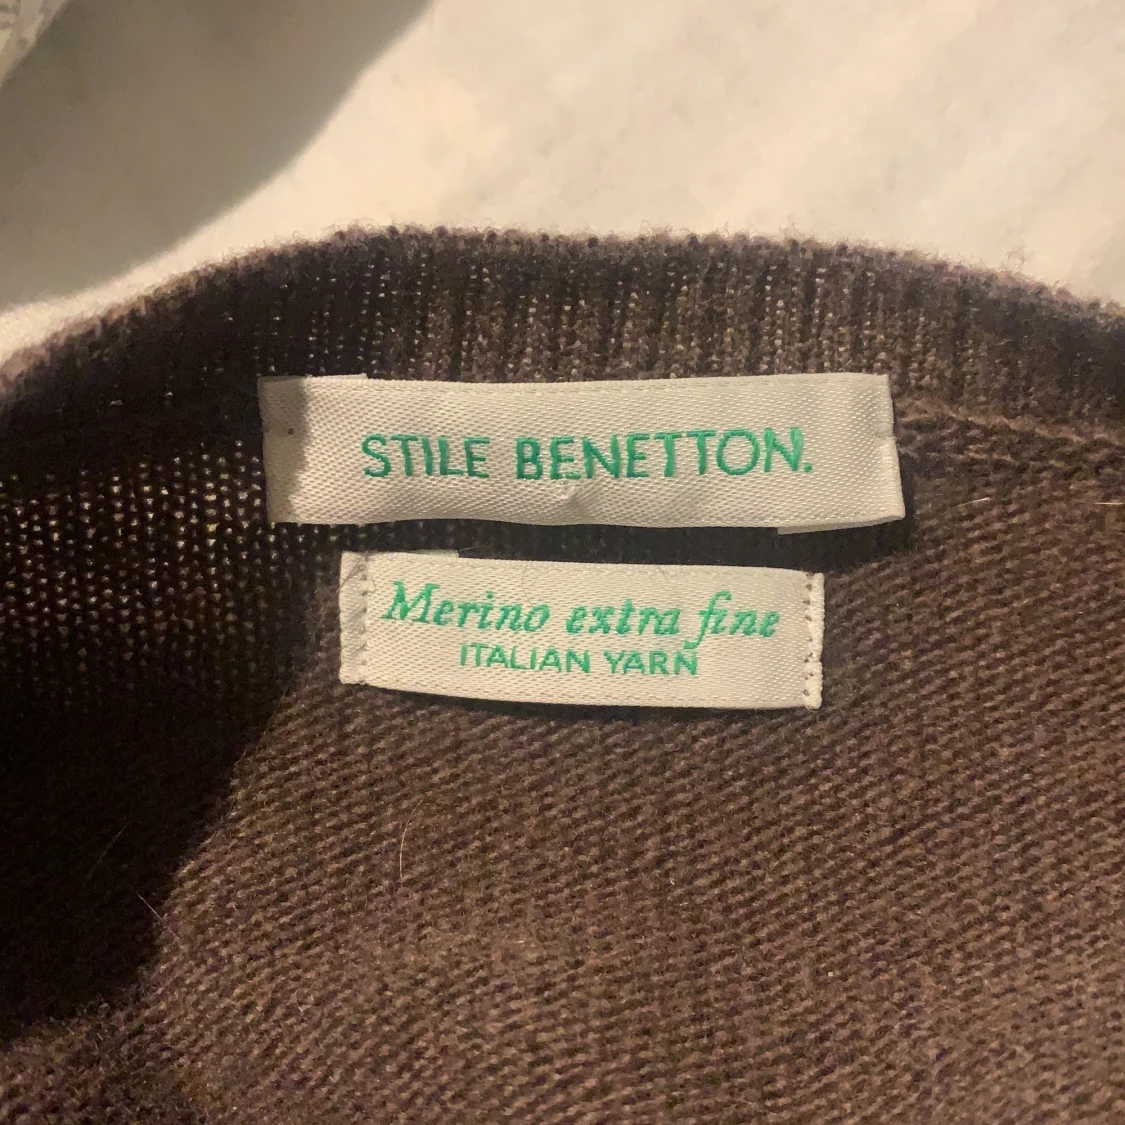 STILE BENETTON.
Merino extra fine
ITALIAN YARN